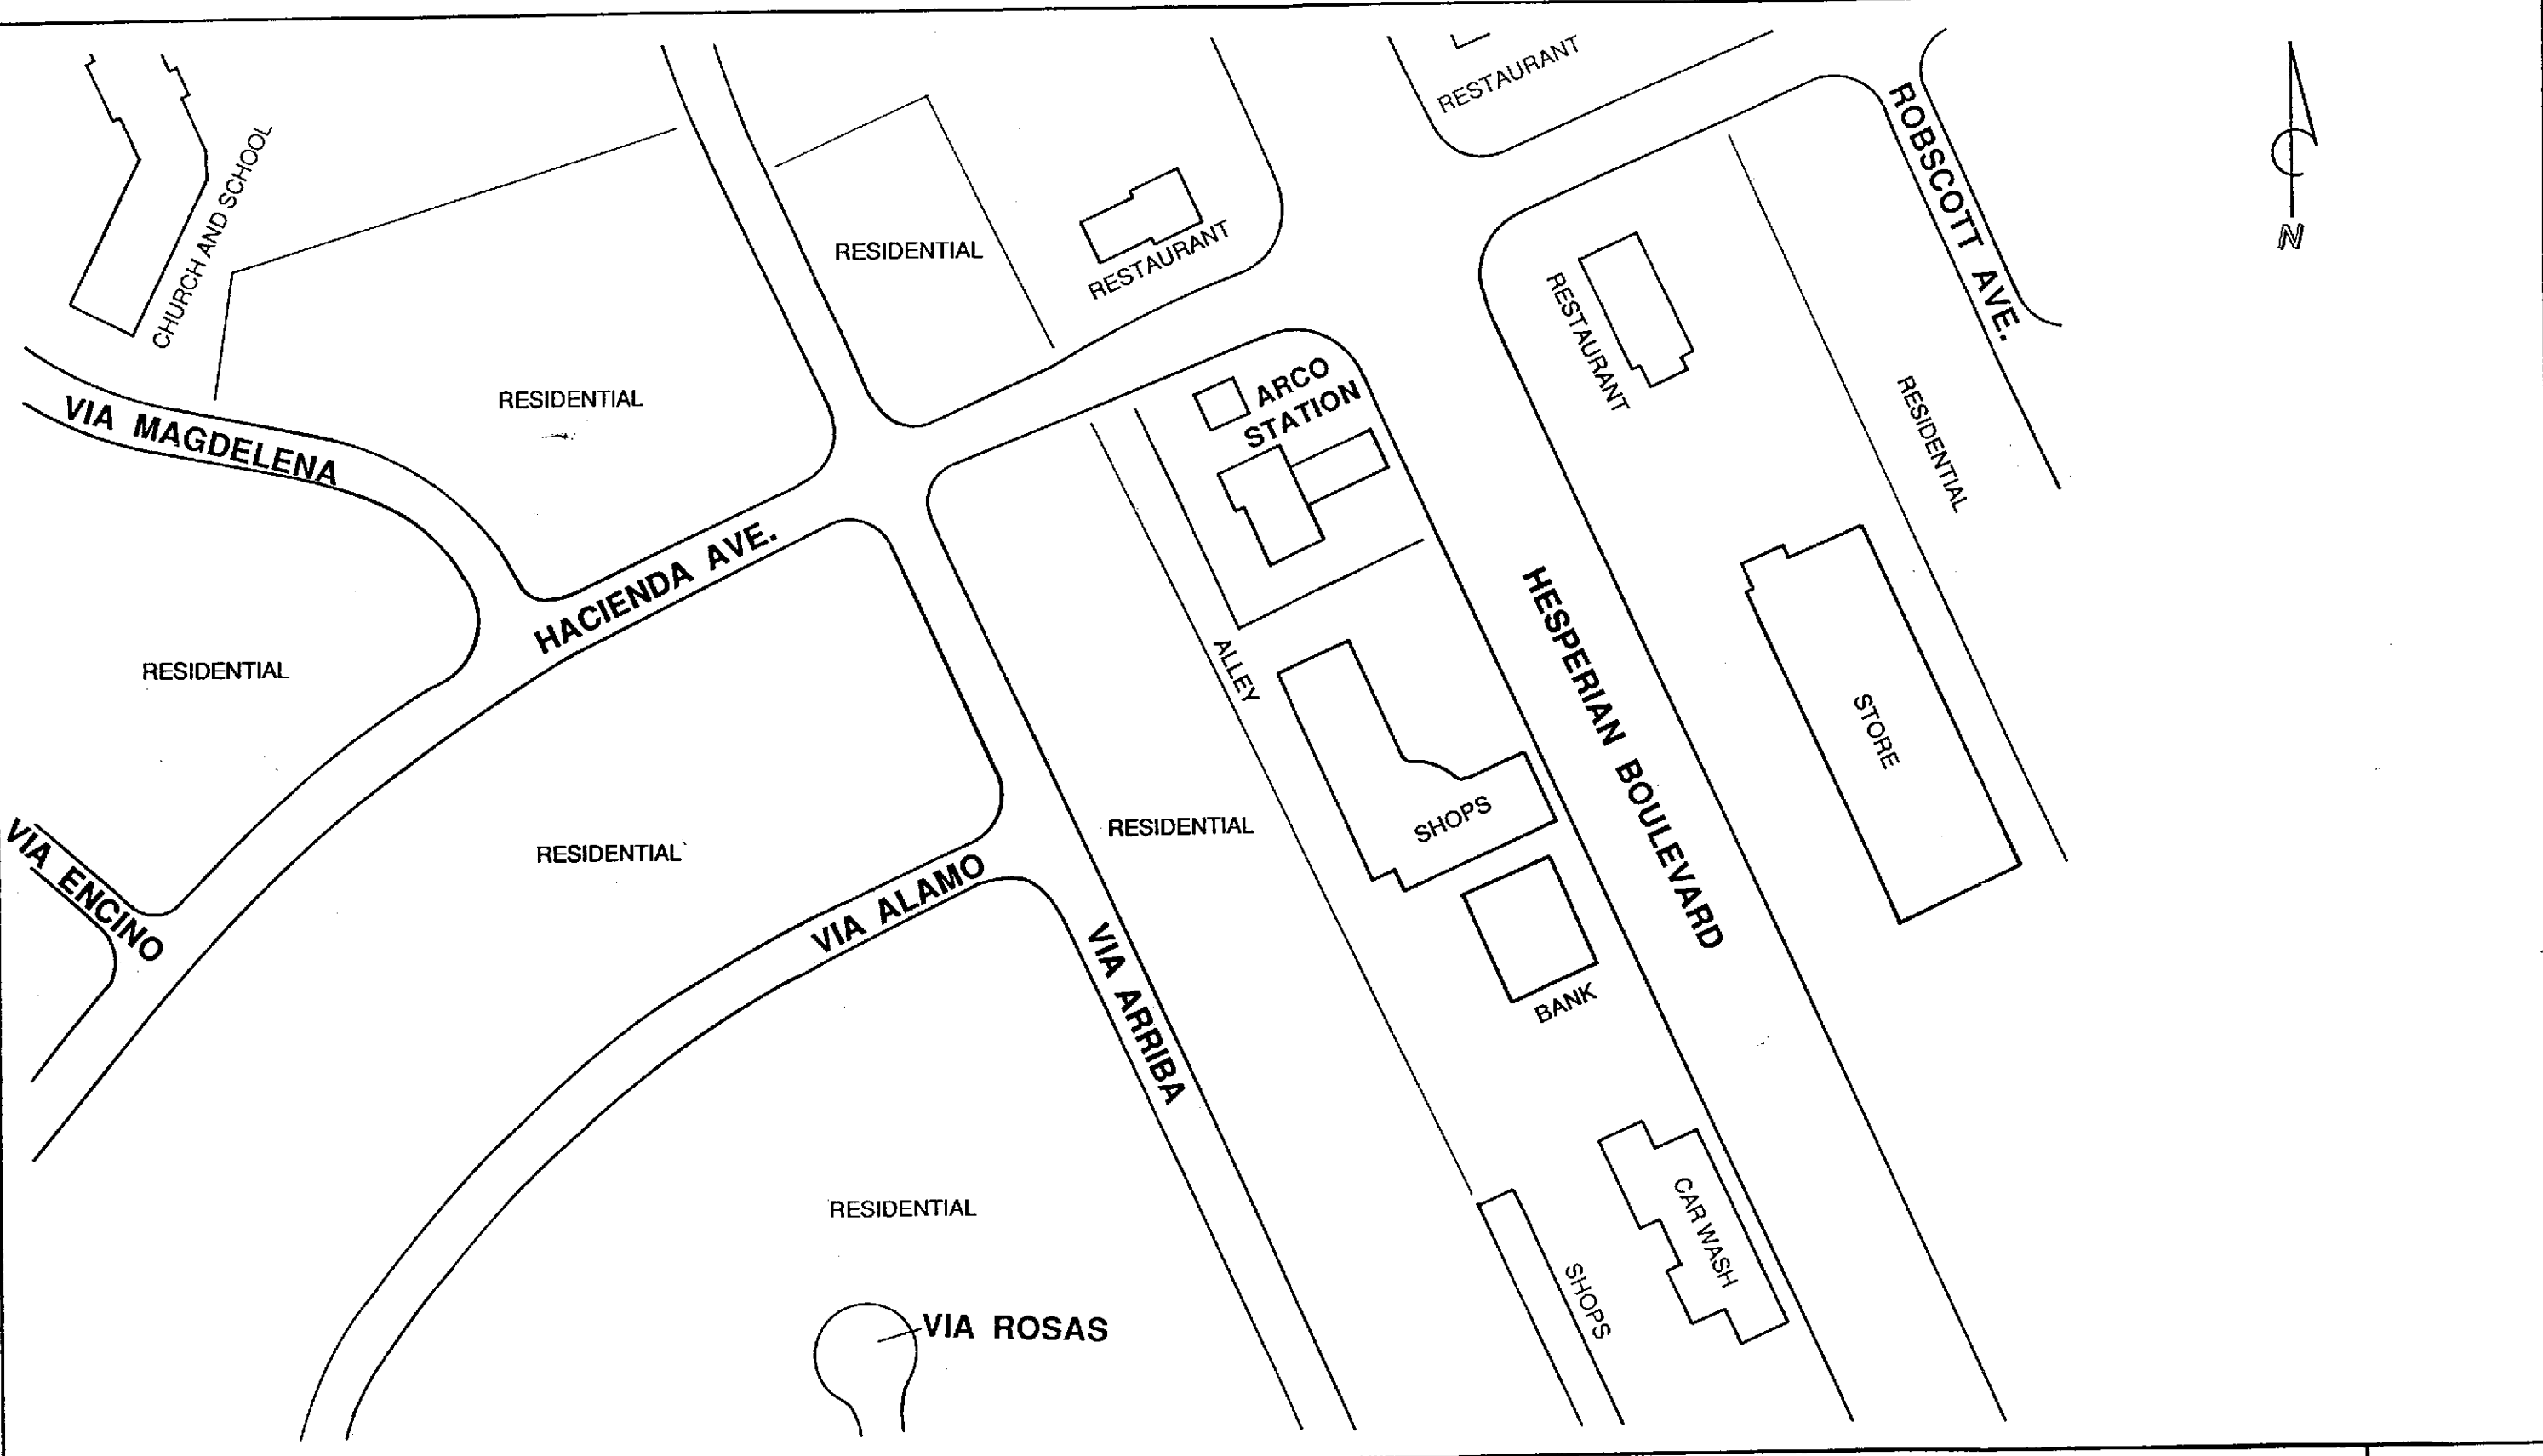 RESTAURANT
ROBSCOTT AVE.
N
CHURCH AND SCHOOL
RESIDENTIAL
RESTAURANT
RESTAURANT
ARCO
STATION
RESIDENTIAL
RESIDENTIAL
VIA MAGDELENA
HACIENDA AVE.
HESPERIAN BOULEVARD
ALLEY
RESIDENTIAL
STORE
SHOPS
RESIDENTIAL
RESIDENTIAL
VIA ENCINO
VIA ALAMO
VIA ARRIBA
BANK
RESIDENTIAL
CAR WASH
SHOPS
VIA ROSAS